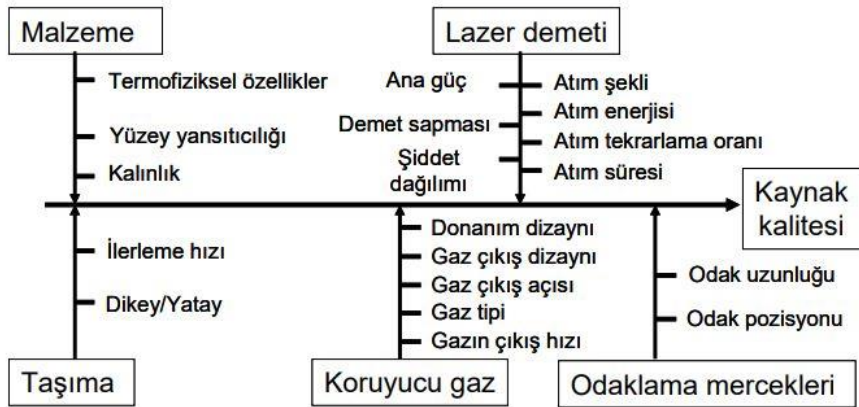 Malzeme
Termofiziksel özellikler
Yüzey yansıtıcılığı
Kalınlık
Lazer demeti
Ana güç
Demet sapması
Şiddet
dağılımı
Atım şekli
Atım enerjisi
Atım tekrarlama oranı
Atım süresi
Kaynak
kalitesi
İlerleme hızı
Dikey/Yatay
Taşıma
Donanım dizaynı
Gaz çıkış dizaynı
Gaz çıkış açısı
Gaz tipi
Gazın çıkış hızı
Koruyucu gaz
Odak uzunluğu
Odak pozisyonu
Odaklama mercekleri